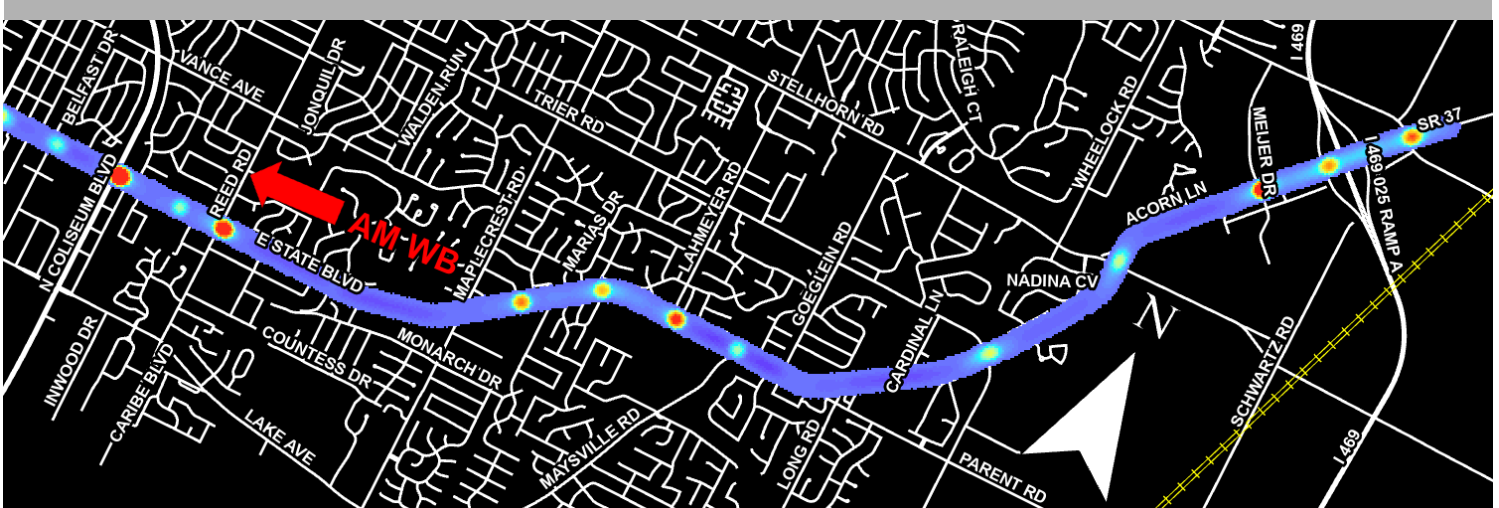 BELFAST DR
VANCE AVE
JONQUIL DR
WALDEN RUN
TRIER RD
STELLHORN RD
RALEIGH CT
WHEELOCK RD
I 469
MEIJER DR
SR 37
I 469-025 RAMP A
N COLISEUM BLVD
REED RD
AM WB
E STATE BLVD
MAPLECREST RD
MARIAS DR
LAHMEYER RD
GOEGLEIN RD
ACORN LN
NADINA CV
CARDINAL LN
N
INWOOD DR
CARIBE BLVD
COUNTESS DR
MONARCH DR
LAKE AVE
MAYSVILLE RD
LONG RD
PARENT RD
SCHWARTZ RD
I 469